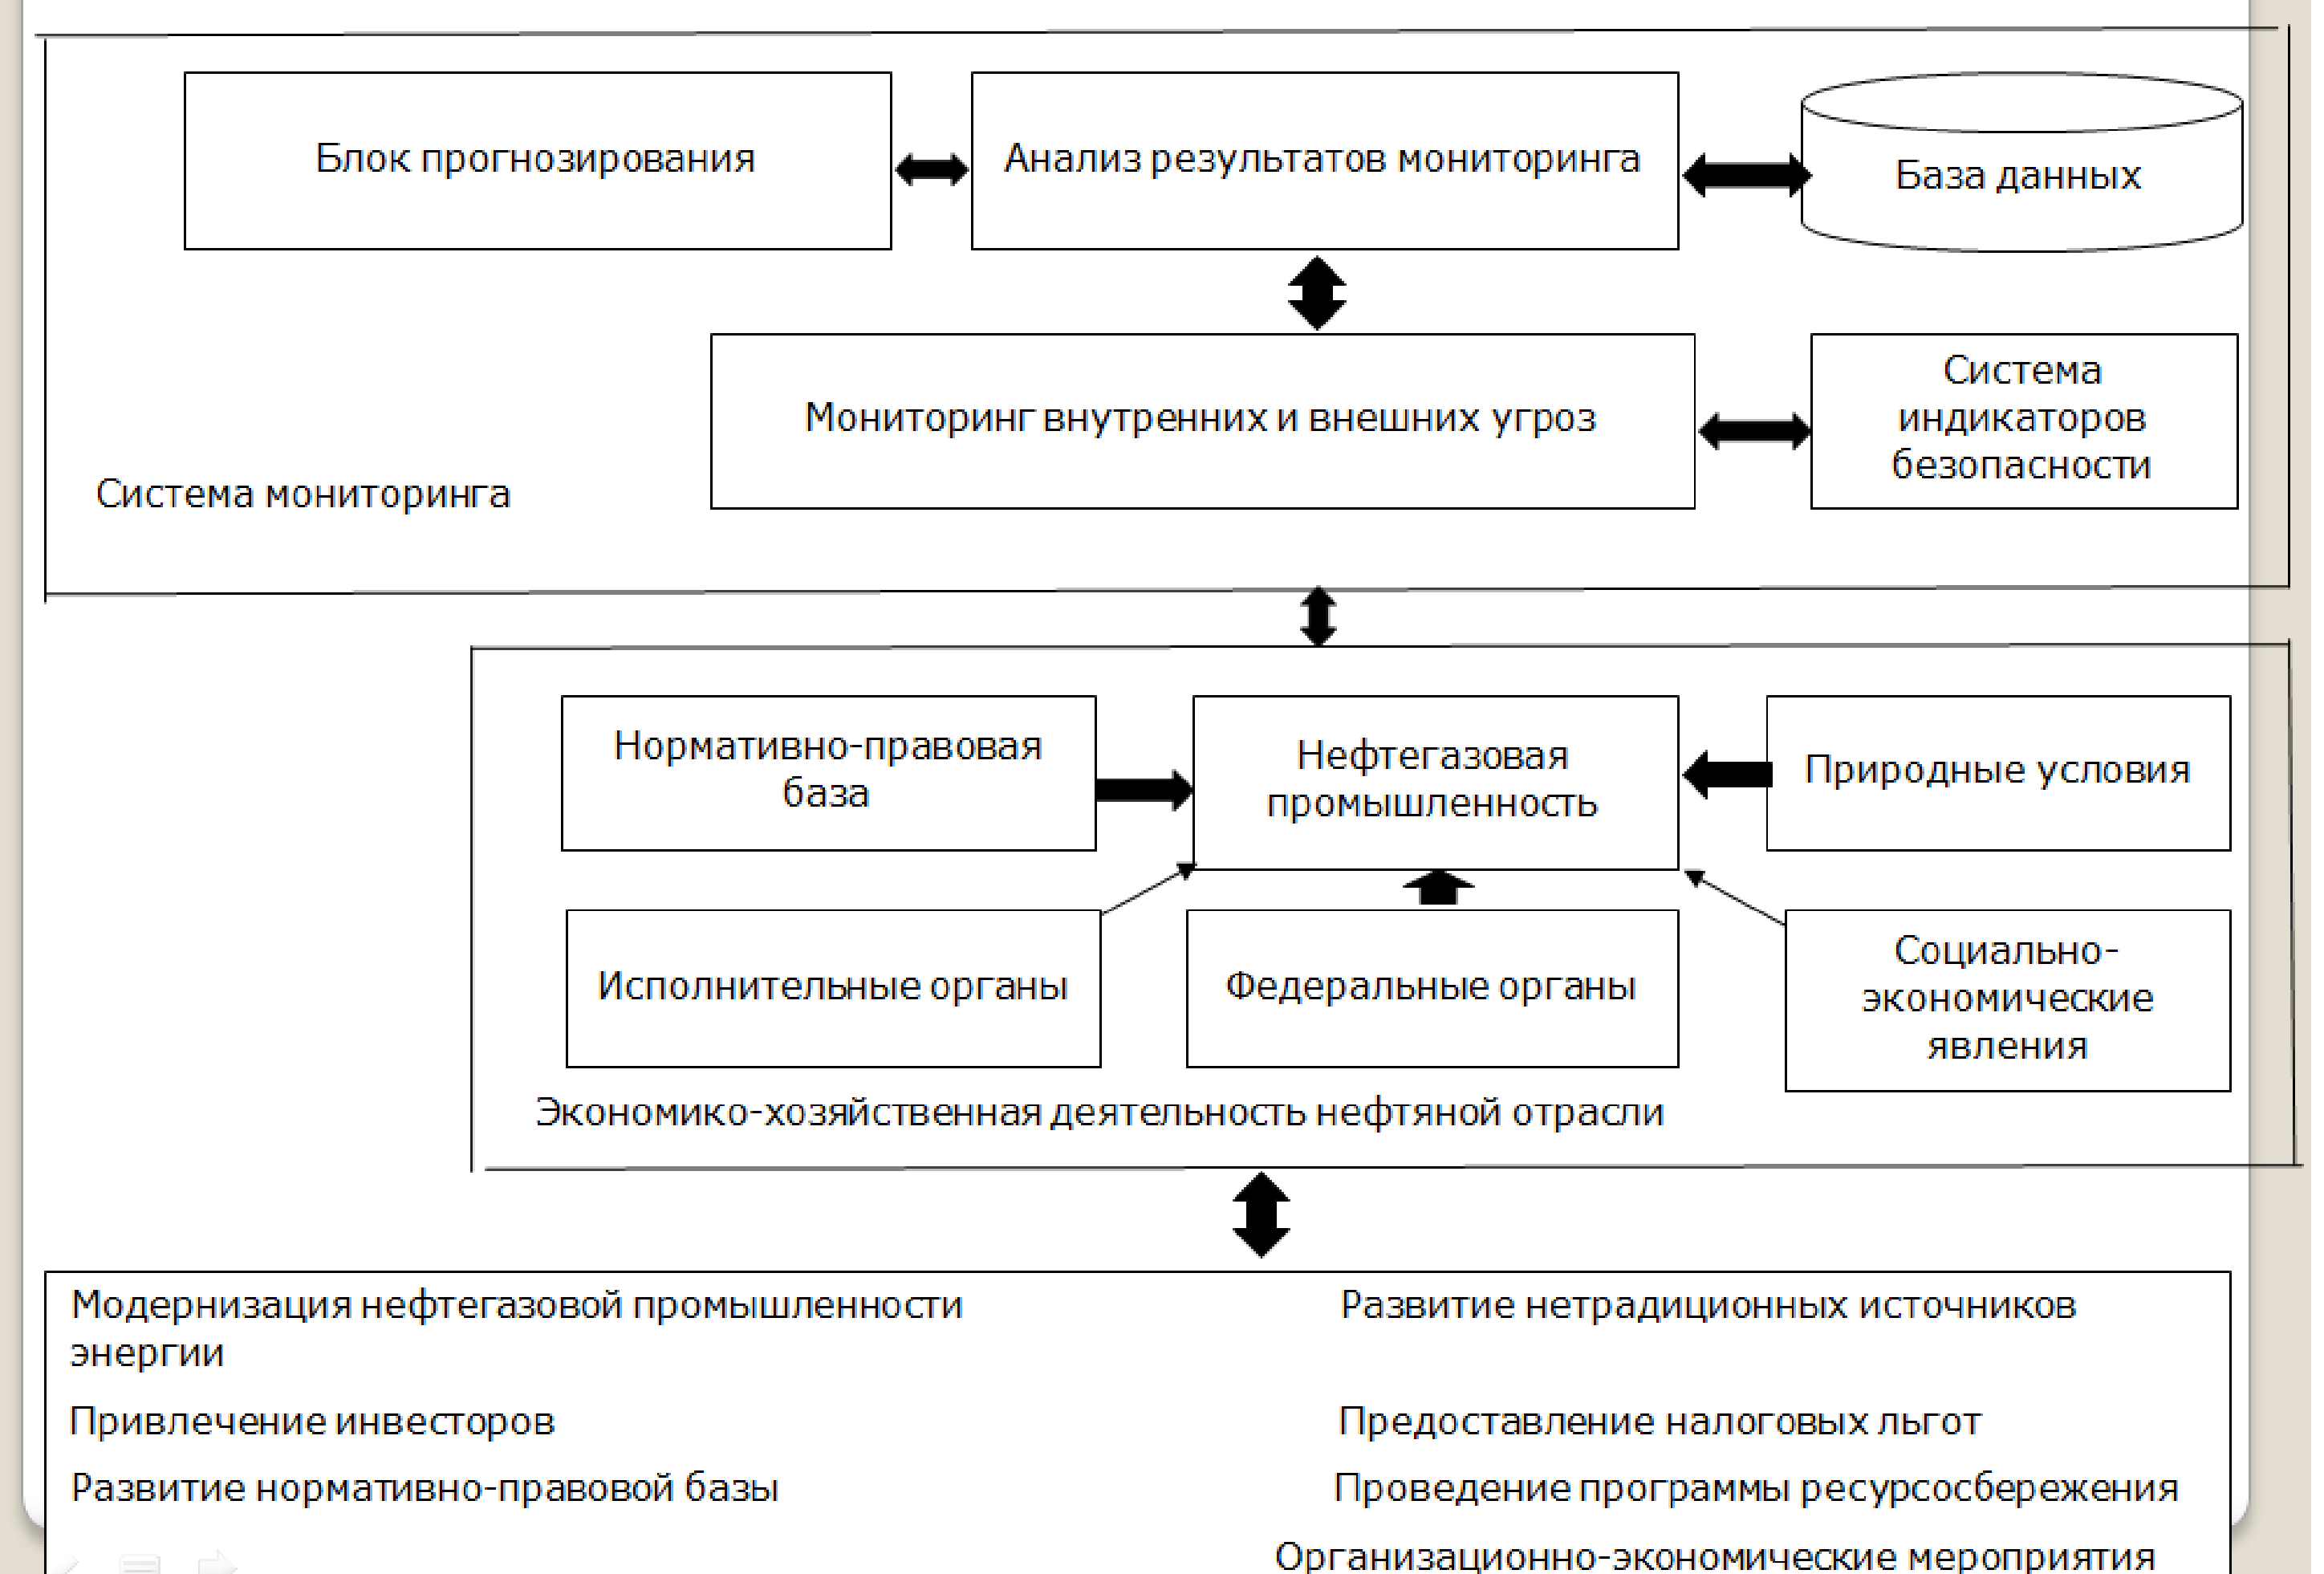 Блок прогнозирования
Анализ результатов мониторинга
База данных
Мониторинг внутренних и внешних угроз
Система
индикаторов
безопасности
Система мониторинга
Нормативно-правовая
база
Нефтегазовая
промышленность
Природные условия
Исполнительные органы
Федеральные органы
Социально-
экономические
явления
Экономико-хозяйственная деятельность нефтяной отрасли
Модернизация нефтегазовой промышленности Развитие нетрадиционных источников
энергии
Привлечение инвесторов Предоставление налоговых льгот
Развитие нормативно-правовой базы Проведение программы ресурсосбережения
Организационно-экономические мероприятия